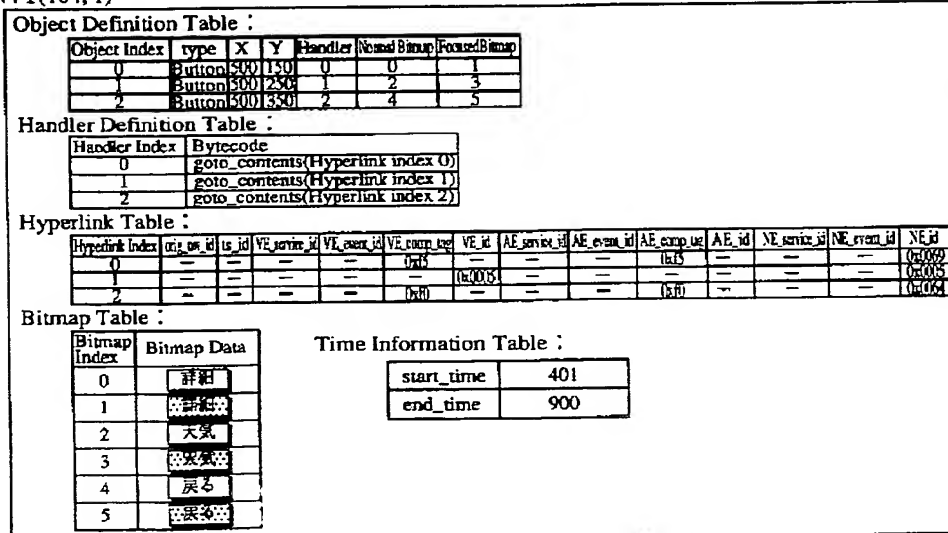 Object Definition Table :
Object Index type X Y Handler Normal Bitmap Focused Bitmap
0 Button 500 150 0 0 1
1 Button 500 250 1 2 3
2 Button 500 350 2 4 5
Handler Definition Table :
Handler Index Bytecode
0 goto_contents(Hyperlink index 0)
1 goto_contents(Hyperlink index 1)
2 goto_contents(Hyperlink index 2)
Hyperlink Table :
Hyperlink Index orig_nw_id ts_id VE_service_id VE_event_id VE_comp_tag VE_id AE_service_id AE_event_id AE_comp_tag AE_id NE_service_id NE_event_id NE_id
0 — — — — 0xf5 — — — 0xf5 — — — 0x0069
1 — — — — — 0x0005 — — — — — — 0x0005
2 — — — — 0xf0 — — — 0xf0 — — — 0x0064
Bitmap Table :
Bitmap Index Bitmap Data
0 詳細
1 詳細
2 天気
3 天気
4 戻る
5 戻る
Time Information Table :
start_time 401
end_time 900